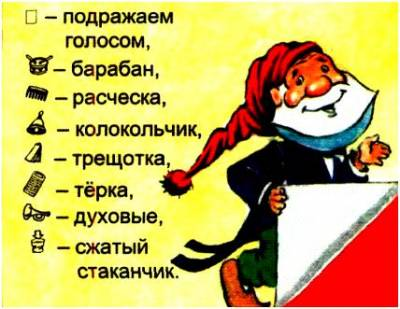 – подражаем
голосом,
– барабан,
– расческа,
– колокольчик,
– трещотка,
– тёрка,
– духовые,
– сжатый
стаканчик.